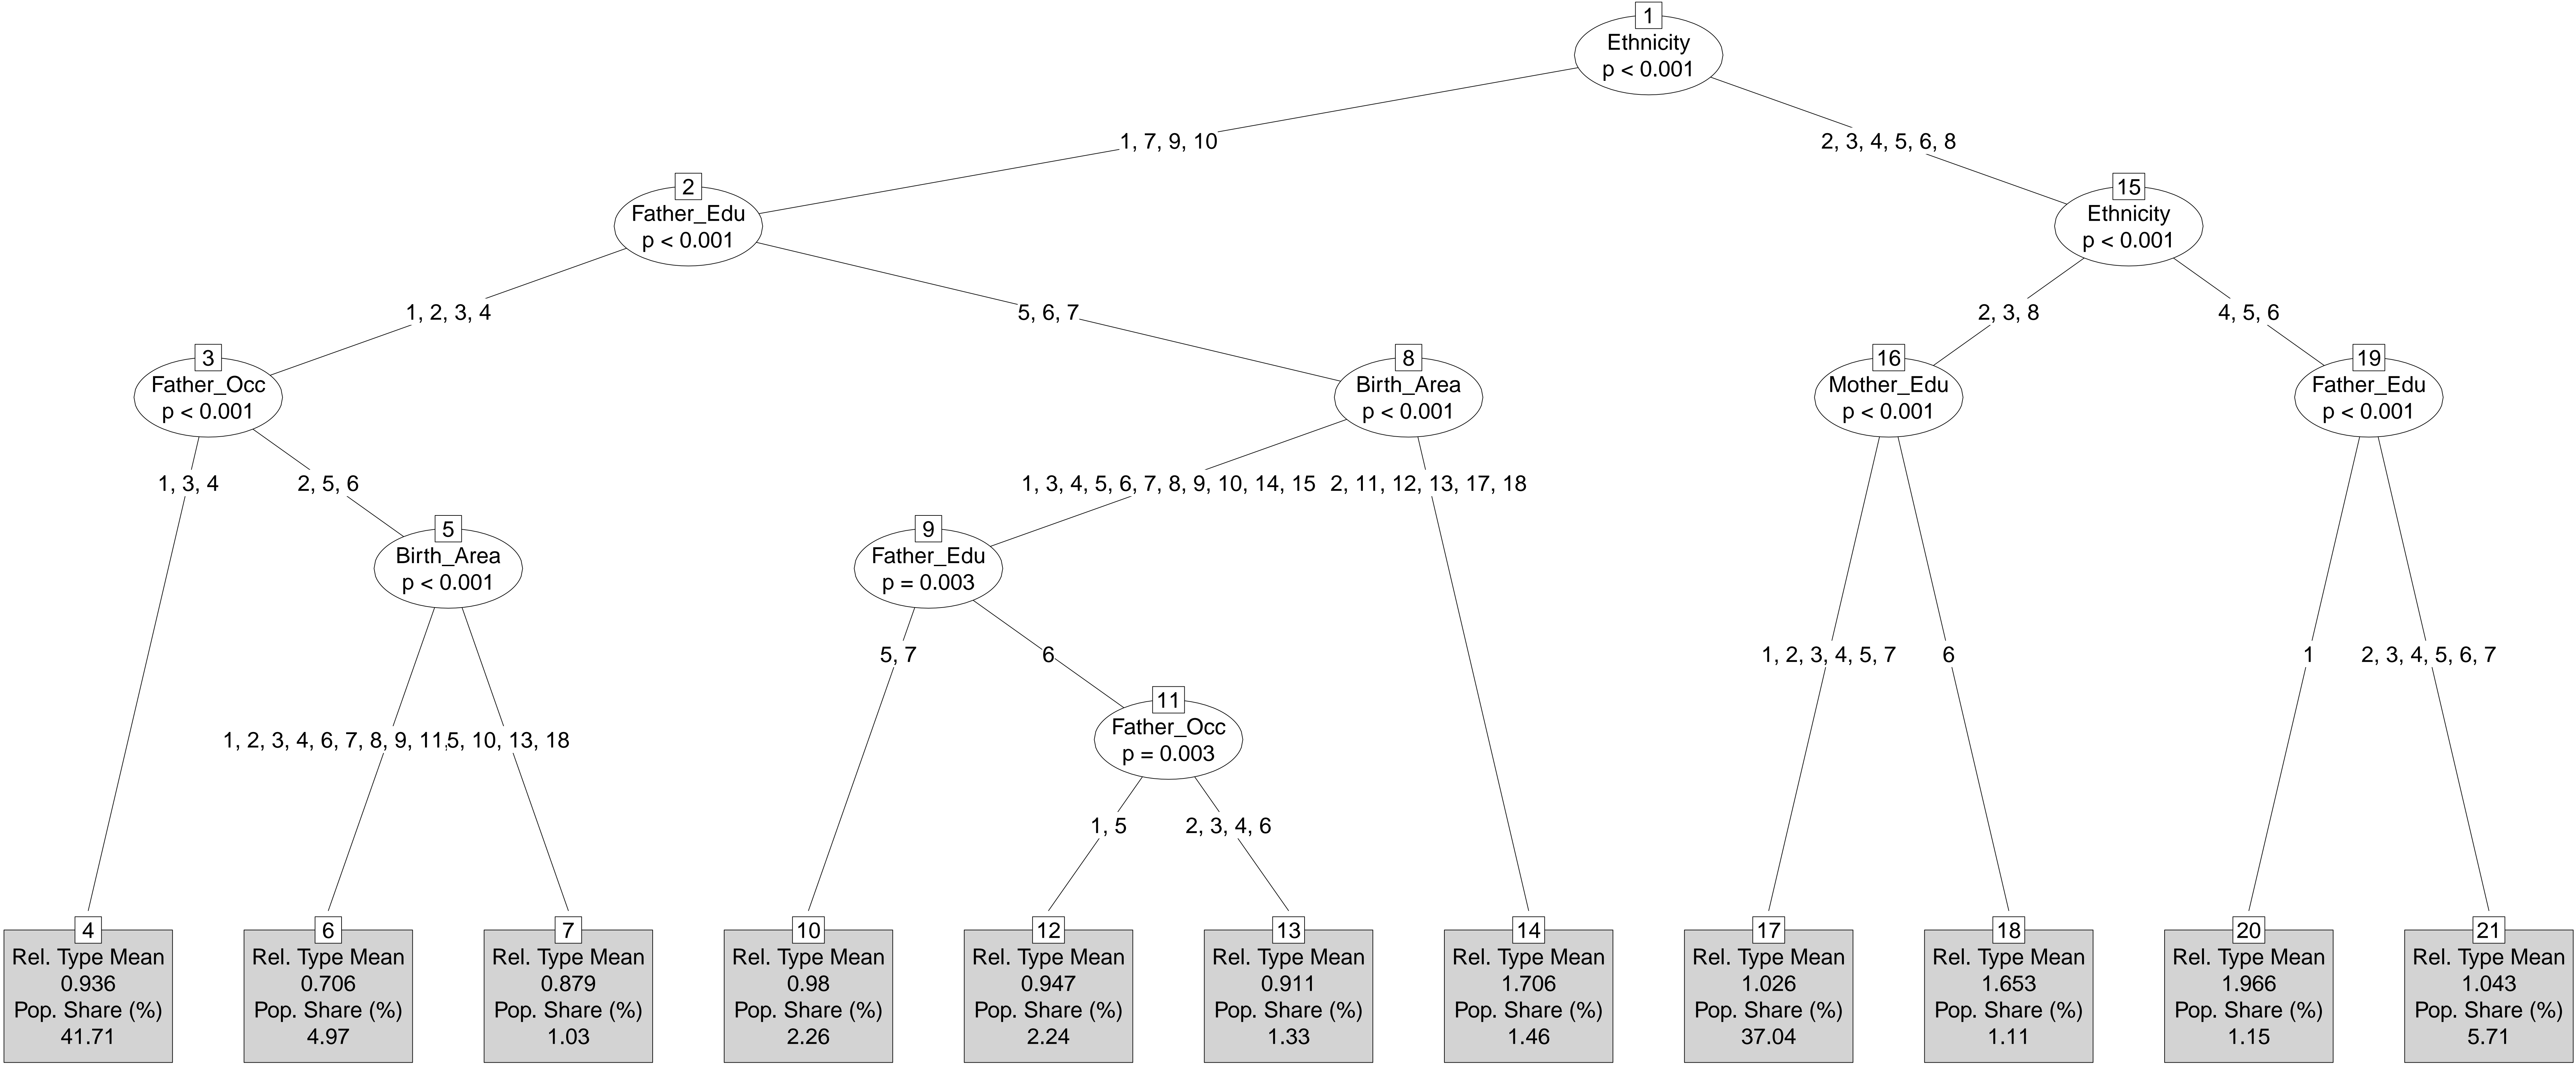 1
Ethnicity
p < 0.001
1, 7, 9, 10
2, 3, 4, 5, 6, 8
2
Father_Edu
p < 0.001
15
Ethnicity
p < 0.001
1, 2, 3, 4
5, 6, 7
2, 3, 8
4, 5, 6
3
Father_Occ
p < 0.001
8
Birth_Area
p < 0.001
16
Mother_Edu
p < 0.001
19
Father_Edu
p < 0.001
1, 3, 4
2, 5, 6
1, 3, 4, 5, 6, 7, 8, 9, 10, 14, 15
2, 11, 12, 13, 17, 18
5
Birth_Area
p < 0.001
9
Father_Edu
p = 0.003
5, 7
6
1, 2, 3, 4, 5, 7
6
1
2, 3, 4, 5, 6, 7
11
Father_Occ
p = 0.003
1, 2, 3, 4, 6, 7, 8, 9, 11,
5, 10, 13, 18
1, 5
2, 3, 4, 6
4
Rel. Type Mean
0.936
Pop. Share (%)
41.71
6
Rel. Type Mean
0.706
Pop. Share (%)
4.97
7
Rel. Type Mean
0.879
Pop. Share (%)
1.03
10
Rel. Type Mean
0.98
Pop. Share (%)
2.26
12
Rel. Type Mean
0.947
Pop. Share (%)
2.24
13
Rel. Type Mean
0.911
Pop. Share (%)
1.33
14
Rel. Type Mean
1.706
Pop. Share (%)
1.46
17
Rel. Type Mean
1.026
Pop. Share (%)
37.04
18
Rel. Type Mean
1.653
Pop. Share (%)
1.11
20
Rel. Type Mean
1.966
Pop. Share (%)
1.15
21
Rel. Type Mean
1.043
Pop. Share (%)
5.71